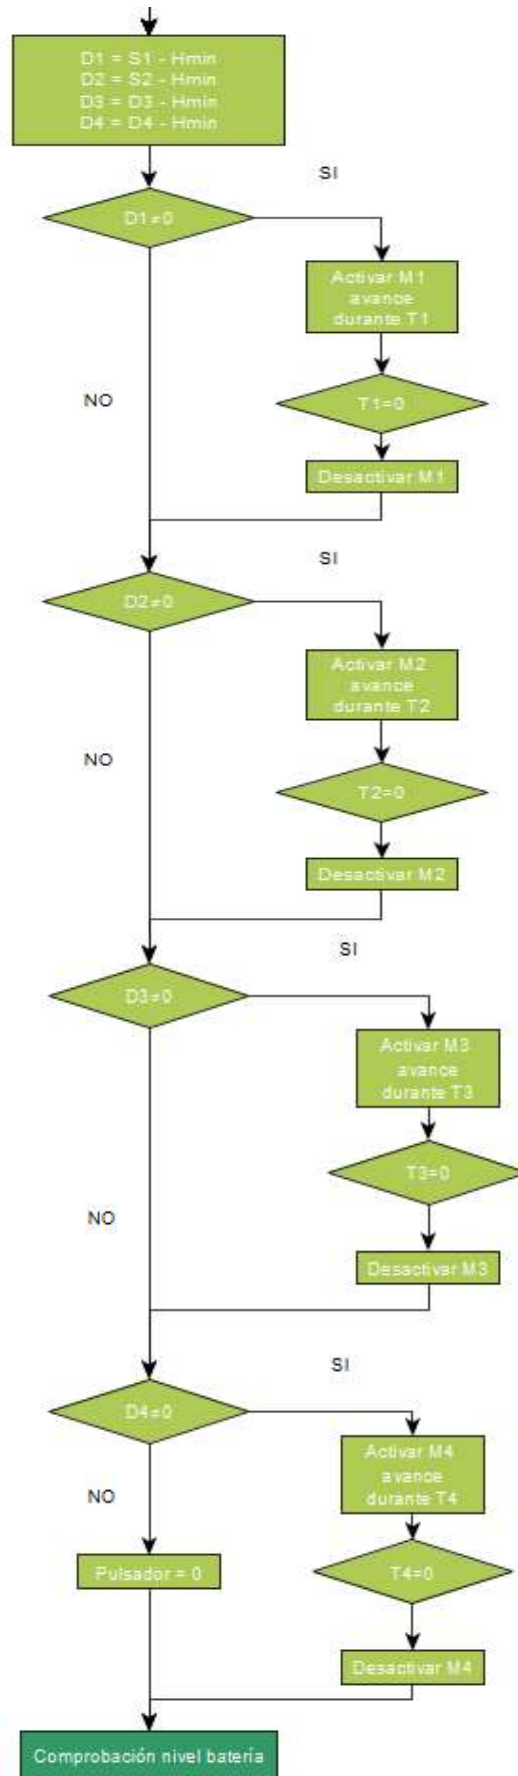 D1 = S1 - Hmin
D2 = S2 - Hmin
D3 = D3 - Hmin
D4 = D4 - Hmin
SI
D1≠0
Activar M1
avance
durante T1
NO
T1=0
Desactivar M1
SI
D2≠0
Activar M2
avance
durante T2
NO
T2=0
Desactivar M2
SI
D3≠0
Activar M3
avance
durante T3
T3=0
NO
Desactivar M3
SI
D4≠0
Activar M4
avance
durante T4
NO
Pulsador = 0
T4=0
Desactivar M4
Comprobación nivel batería